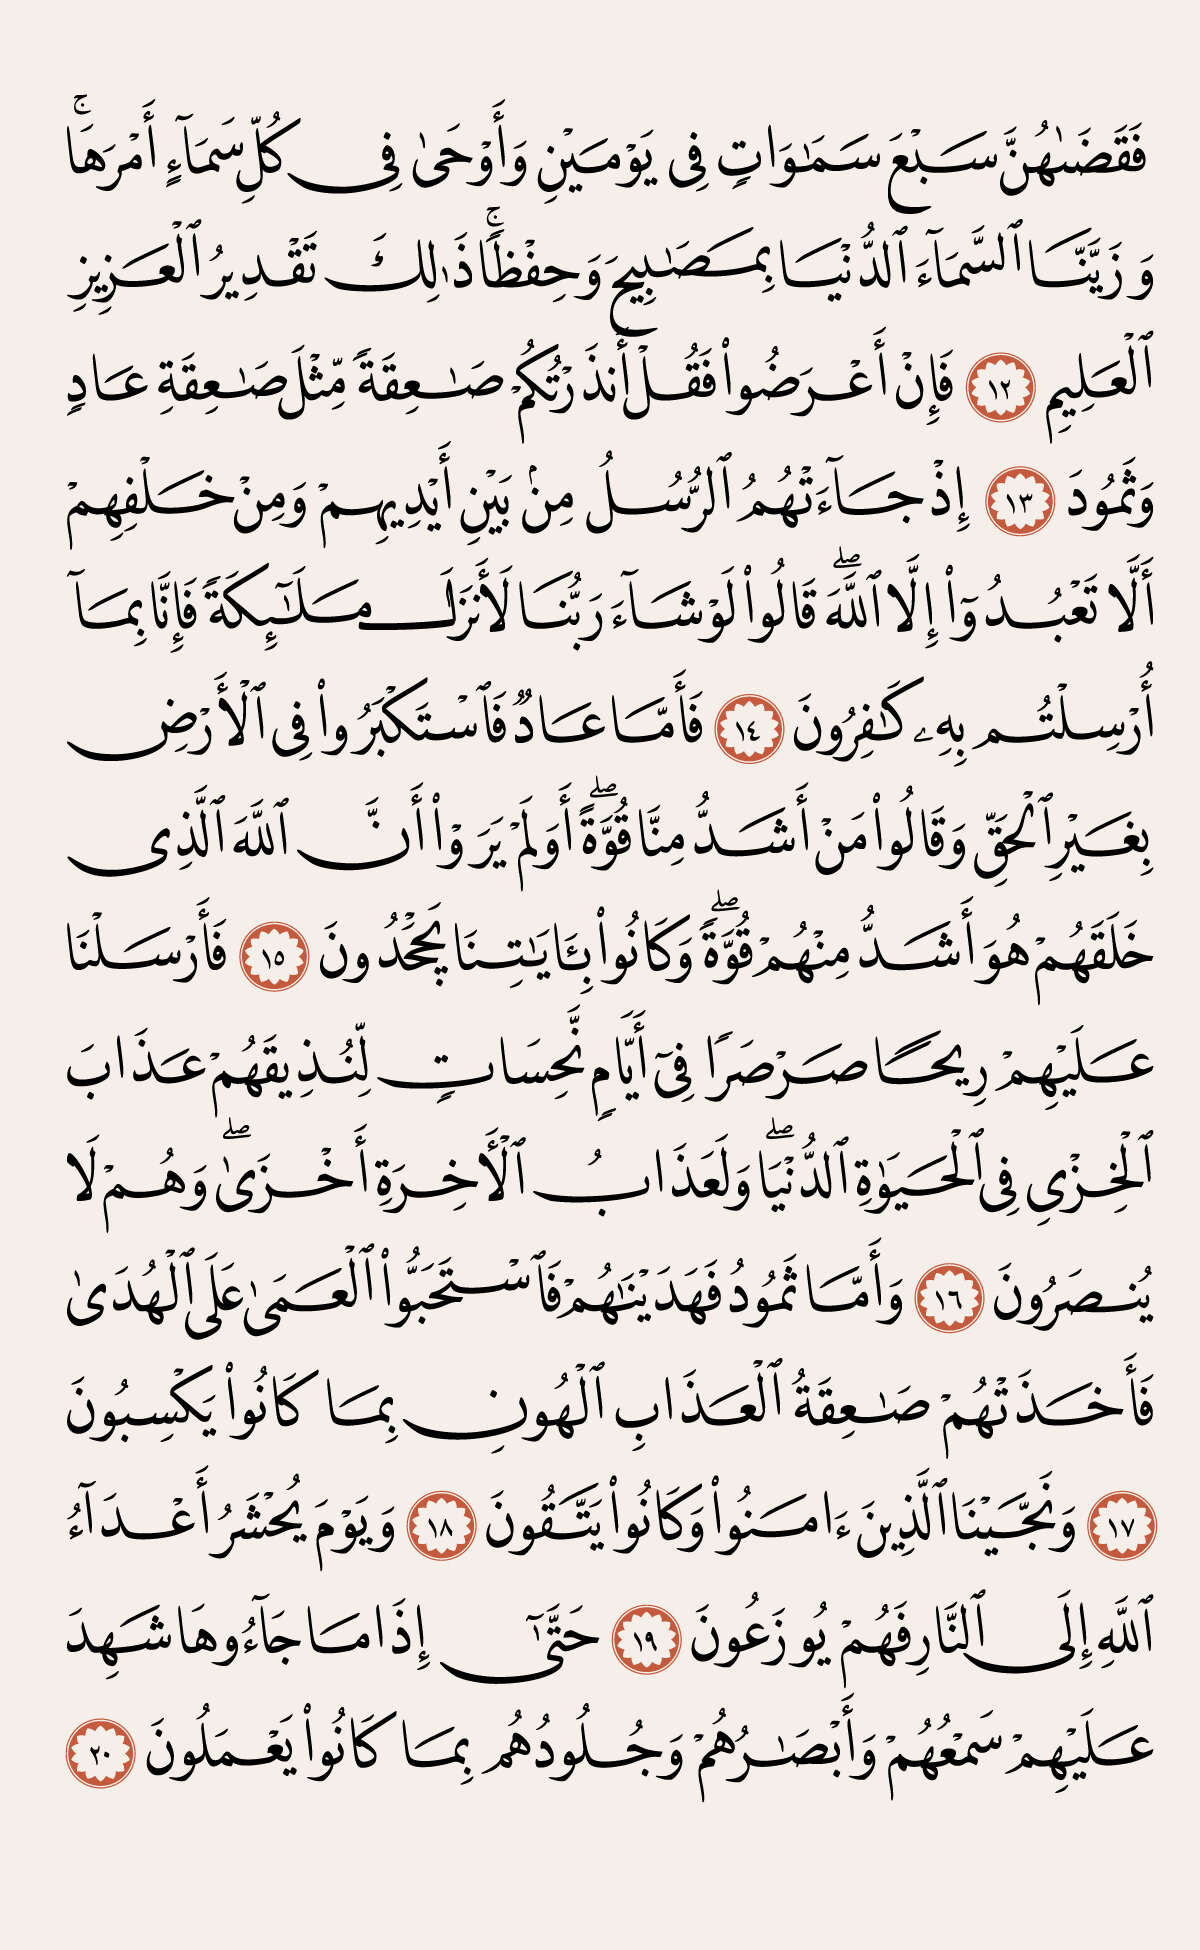 فَقَضَىٰهُنَّ سَبْعَ سَمَـٰوَاتٍ فِى يَوْمَيْنِ وَأَوْحَىٰ فِى كُلِّ سَمَآءٍ أَمْرَهَاۚ
وَزَيَّنَّا ٱلسَّمَآءَ ٱلدُّنْيَا بِمَصَـٰبِيحَ وَحِفْظًاۚ ذَٰلِكَ تَقْدِيرُ ٱلْعَزِيزِ
ٱلْعَلِيمِ ١٢ فَإِنْ أَعْرَضُوا۟ فَقُلْ أَنذَرْتُكُمْ صَـٰعِقَةً مِّثْلَ صَـٰعِقَةِ عَادٍ
وَثَمُودَ ١٣ إِذْ جَآءَتْهُمُ ٱلرُّسُلُ مِنۢ بَيْنِ أَيْدِيهِمْ وَمِنْ خَلْفِهِمْ
أَلَّا تَعْبُدُوٓا۟ إِلَّا ٱللَّهَۖ قَالُوا۟ لَوْ شَآءَ رَبُّنَا لَأَنزَلَ مَلَـٰٓئِكَةً فَإِنَّا بِمَآ
أُرْسِلْتُم بِهِۦ كَـٰفِرُونَ ١٤ فَأَمَّا عَادٌ فَٱسْتَكْبَرُوا۟ فِى ٱلْأَرْضِ
بِغَيْرِ ٱلْحَقِّ وَقَالُوا۟ مَنْ أَشَدُّ مِنَّا قُوَّةًۖ أَوَلَمْ يَرَوْا۟ أَنَّ ٱللَّهَ ٱلَّذِى
خَلَقَهُمْ هُوَ أَشَدُّ مِنْهُمْ قُوَّةًۖ وَكَانُوا۟ بِـَٔايَـٰتِنَا يَجْحَدُونَ ١٥ فَأَرْسَلْنَا
عَلَيْهِمْ رِيحًا صَرْصَرًا فِىٓ أَيَّامٍ نَّحِسَاتٍ لِّنُذِيقَهُمْ عَذَابَ
ٱلْخِزْىِ فِى ٱلْحَيَوٰةِ ٱلدُّنْيَاۖ وَلَعَذَابُ ٱلْأَخِرَةِ أَخْزَىٰۖ وَهُمْ لَا
يُنصَرُونَ ١٦ وَأَمَّا ثَمُودُ فَهَدَيْنَـٰهُمْ فَٱسْتَحَبُّوا۟ ٱلْعَمَىٰ عَلَى ٱلْهُدَىٰ
فَأَخَذَتْهُمْ صَـٰعِقَةُ ٱلْعَذَابِ ٱلْهُونِ بِمَا كَانُوا۟ يَكْسِبُونَ
١٧ وَنَجَّيْنَا ٱلَّذِينَ ءَامَنُوا۟ وَكَانُوا۟ يَتَّقُونَ ١٨ وَيَوْمَ يُحْشَرُ أَعْدَآءُ
ٱللَّهِ إِلَى ٱلنَّارِ فَهُمْ يُوزَعُونَ ١٩ حَتَّىٰٓ إِذَا مَا جَآءُوهَا شَهِدَ
عَلَيْهِمْ سَمْعُهُمْ وَأَبْصَـٰرُهُمْ وَجُلُودُهُم بِمَا كَانُوا۟ يَعْمَلُونَ ٢٠